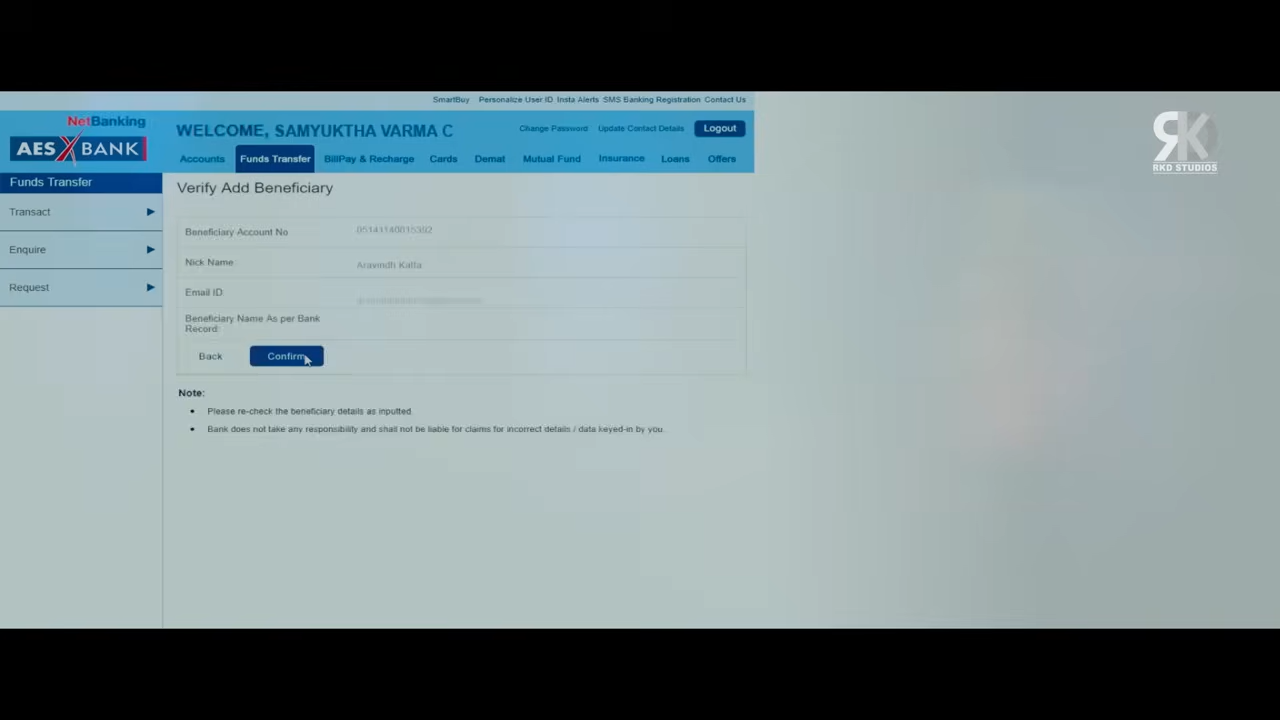 SmartBuy Personalize User ID Insta Alerts SMS Banking Registration Contact Us
NetBanking
AES X BANK
WELCOME, SAMYUKTHA VARMA C
Change Password Update Contact Details Logout
Accounts Funds Transfer BillPay & Recharge Cards Demat Mutual Fund Insurance Loans Offers
Funds Transfer
Transact
Enquire
Request
Verify Add Beneficiary
Beneficiary Account No
Nick Name Aravindh Katta
Email ID
Beneficiary Name As per Bank
Record:
Back Confirm
Note:
• Please re-check the beneficiary details as inputted
• Bank does not take any responsibility and shall not be liable for claims for incorrect details / data keyed-in by you.
RK
RKD STUDIOS